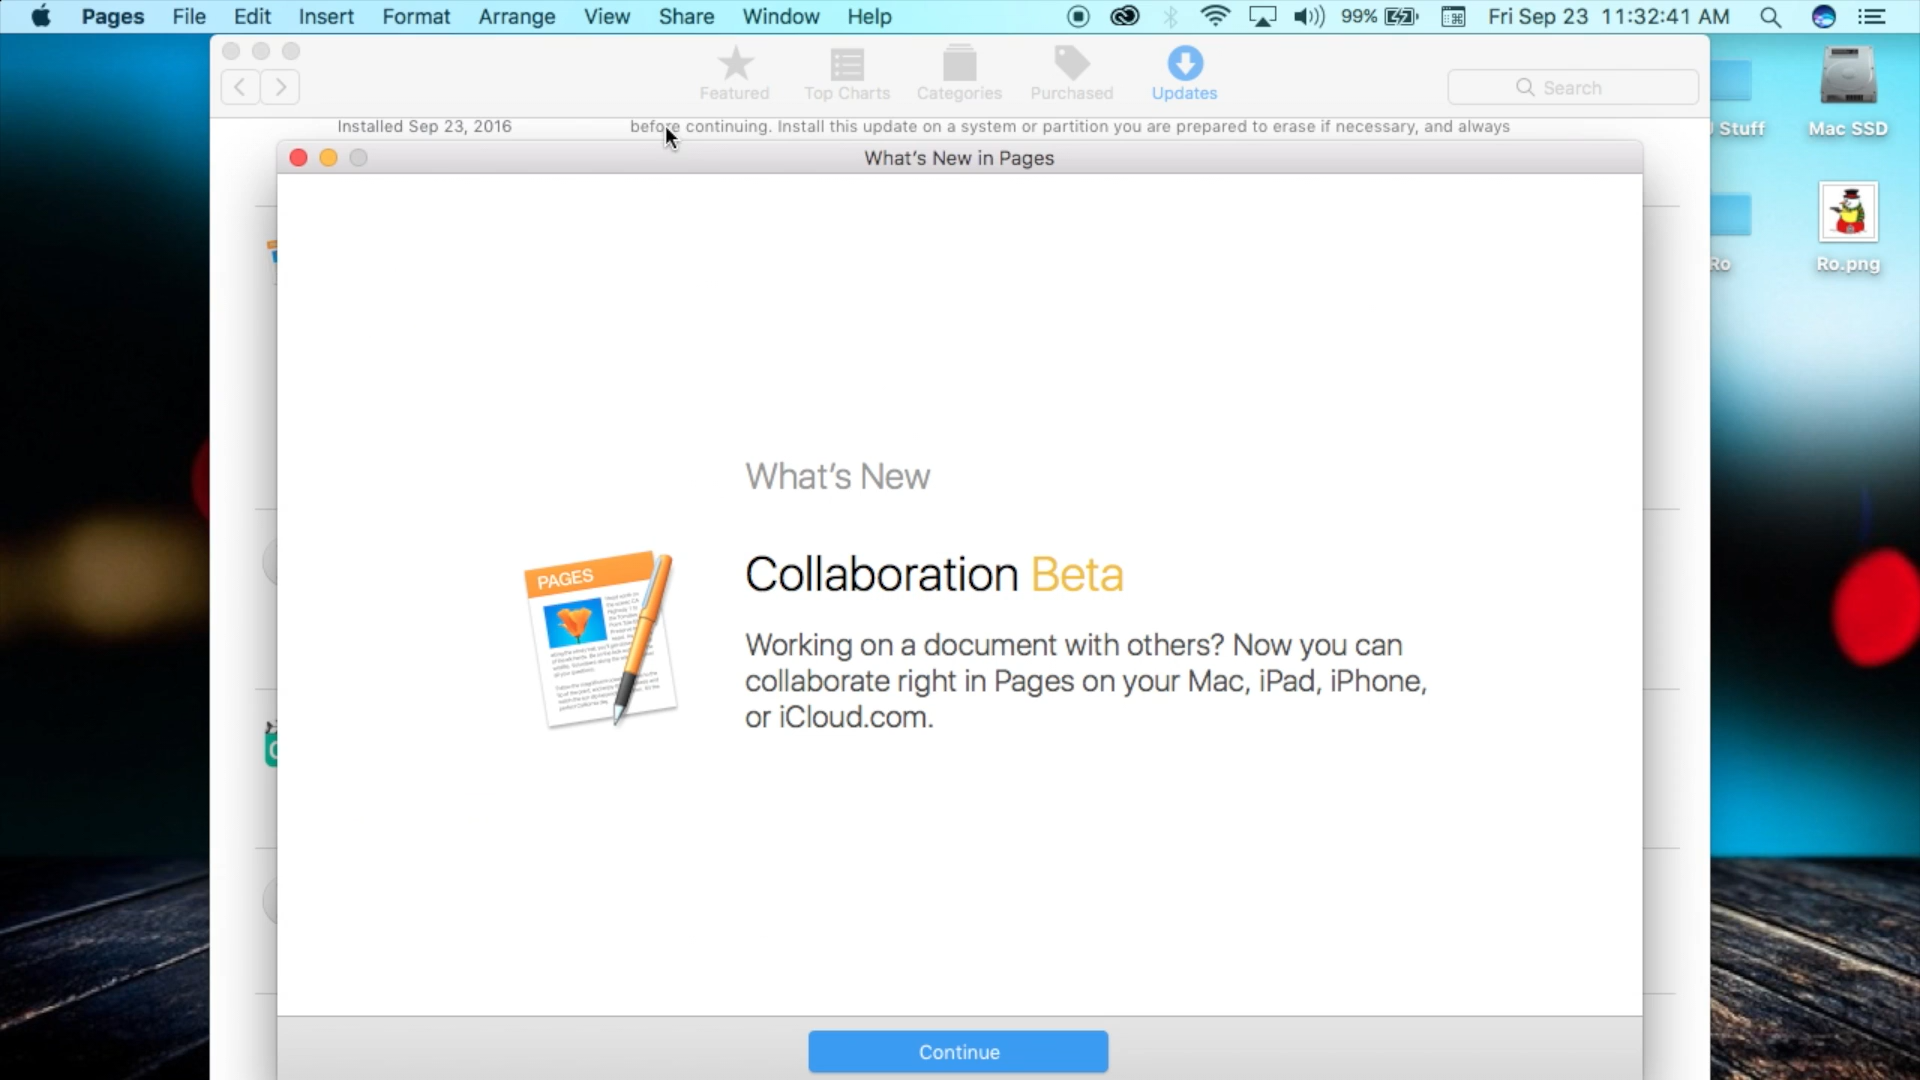 Pages File Edit Insert Format Arrange View Share Window Help 99% Fri Sep 23 11:32:41 AM
Featured Top Charts Categories Purchased Updates Search
Installed Sep 23, 2016 before continuing. Install this update on a system or partition you are prepared to erase if necessary, and always
Stuff Mac SSD
What's New in Pages
Ro Ro.png
What's New
Collaboration Beta
PAGES
Working on a document with others? Now you can
collaborate right in Pages on your Mac, iPad, iPhone,
or iCloud.com.
Continue